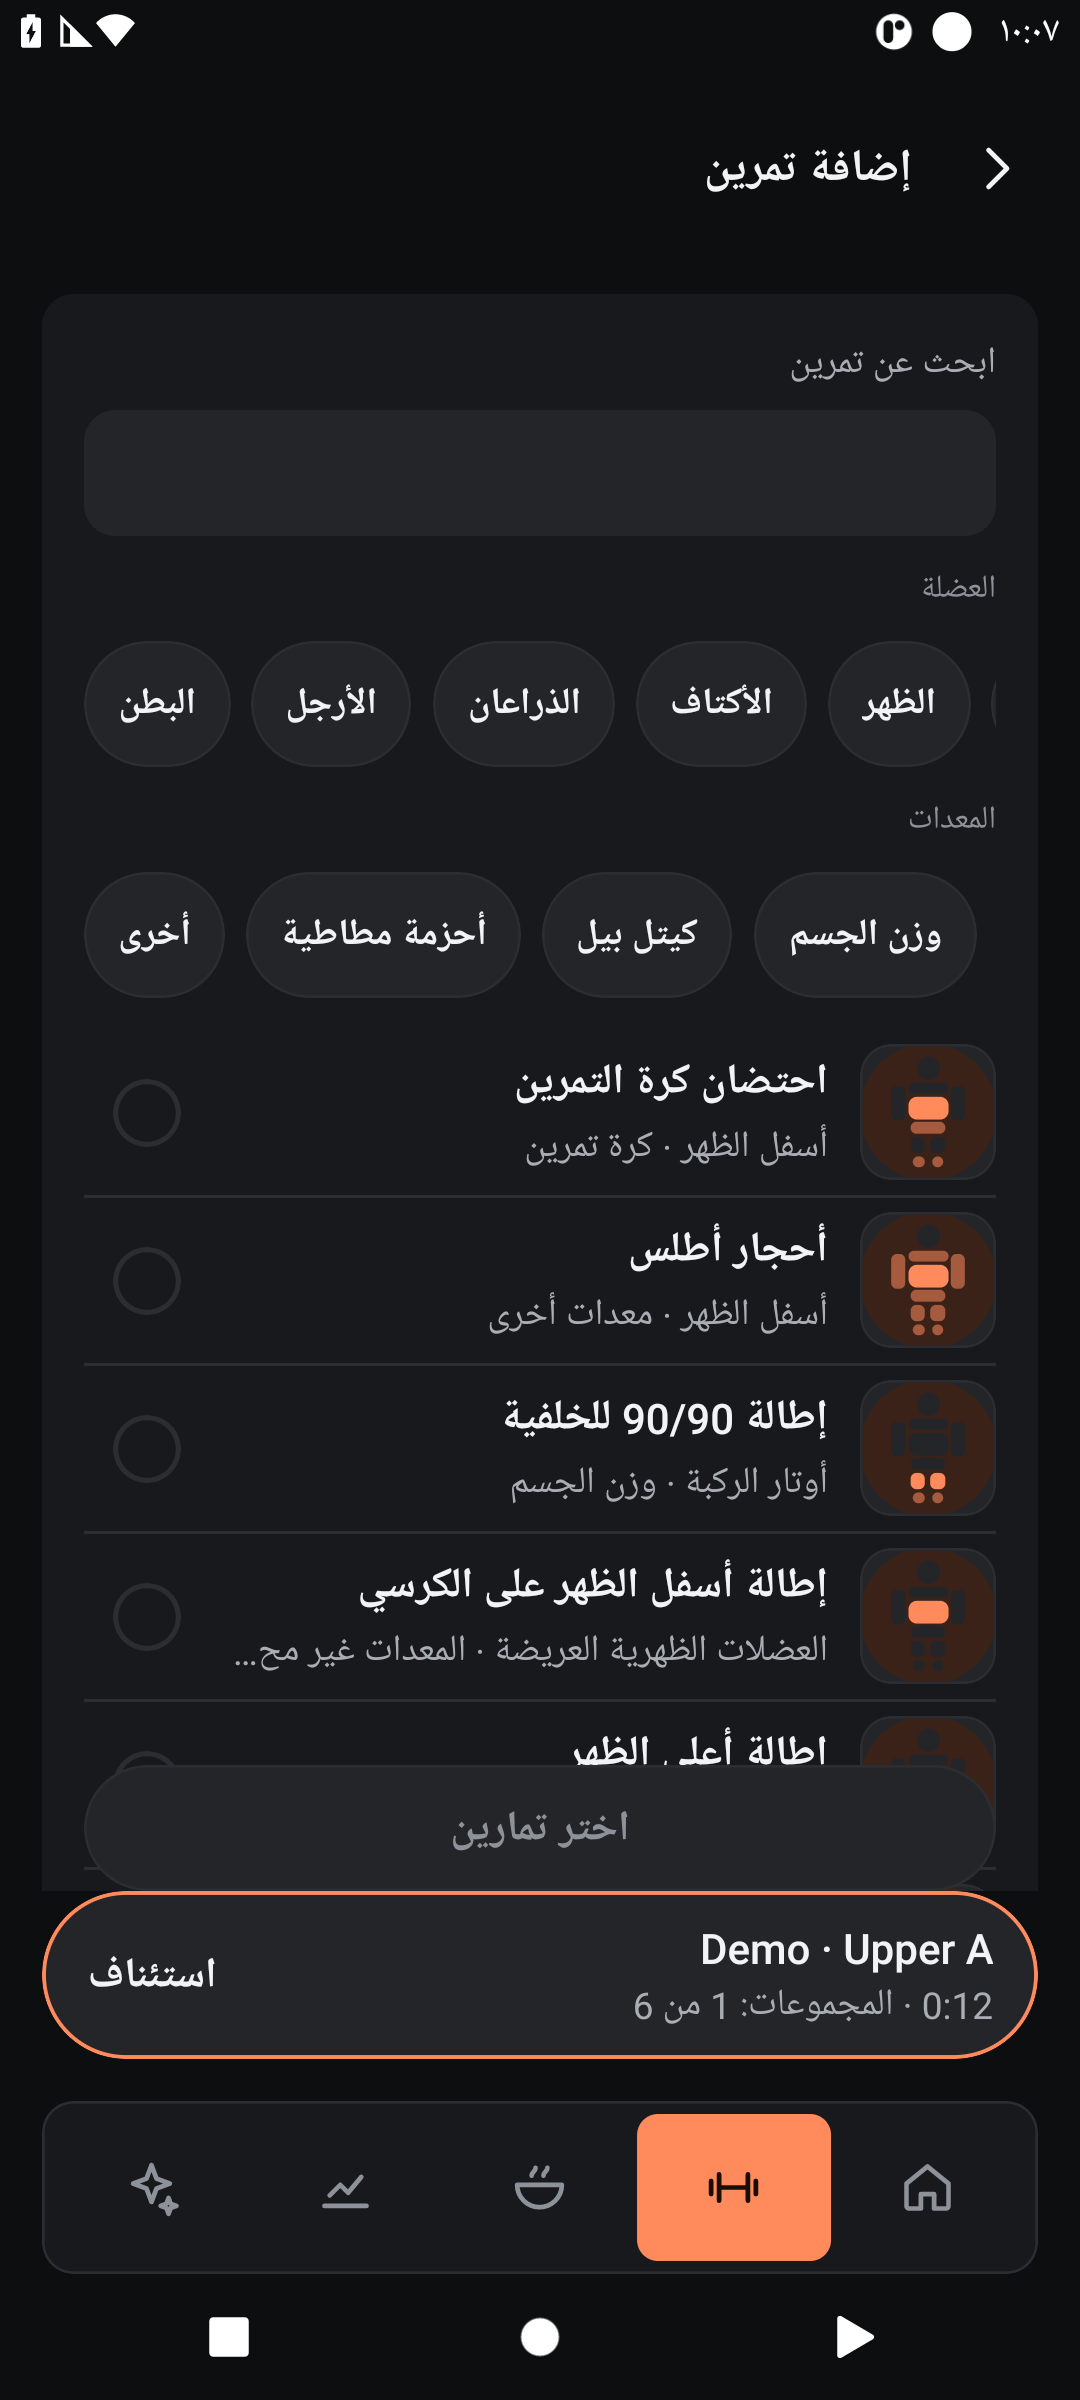 ١٠:٠٧
إضافة تمرين
ابحث عن تمرين
العضلة
الظهر
الأكتاف
الذراعان
الأرجل
البطن
المعدات
وزن الجسم
كيتل بيل
أحزمة مطاطية
أخرى
احتضان كرة التمرين
أسفل الظهر · كرة تمرين
أحجار أطلس
أسفل الظهر · معدات أخرى
إطالة 90/90 للخلفية
أوتار الركبة · وزن الجسم
إطالة أسفل الظهر على الكرسي
العضلات الظهرية العريضة · المعدات غير مح...
إطالة أعلى الظهر
اختر تمارين
Demo · Upper A
0:12 · المجموعات: 1 من 6
استئناف